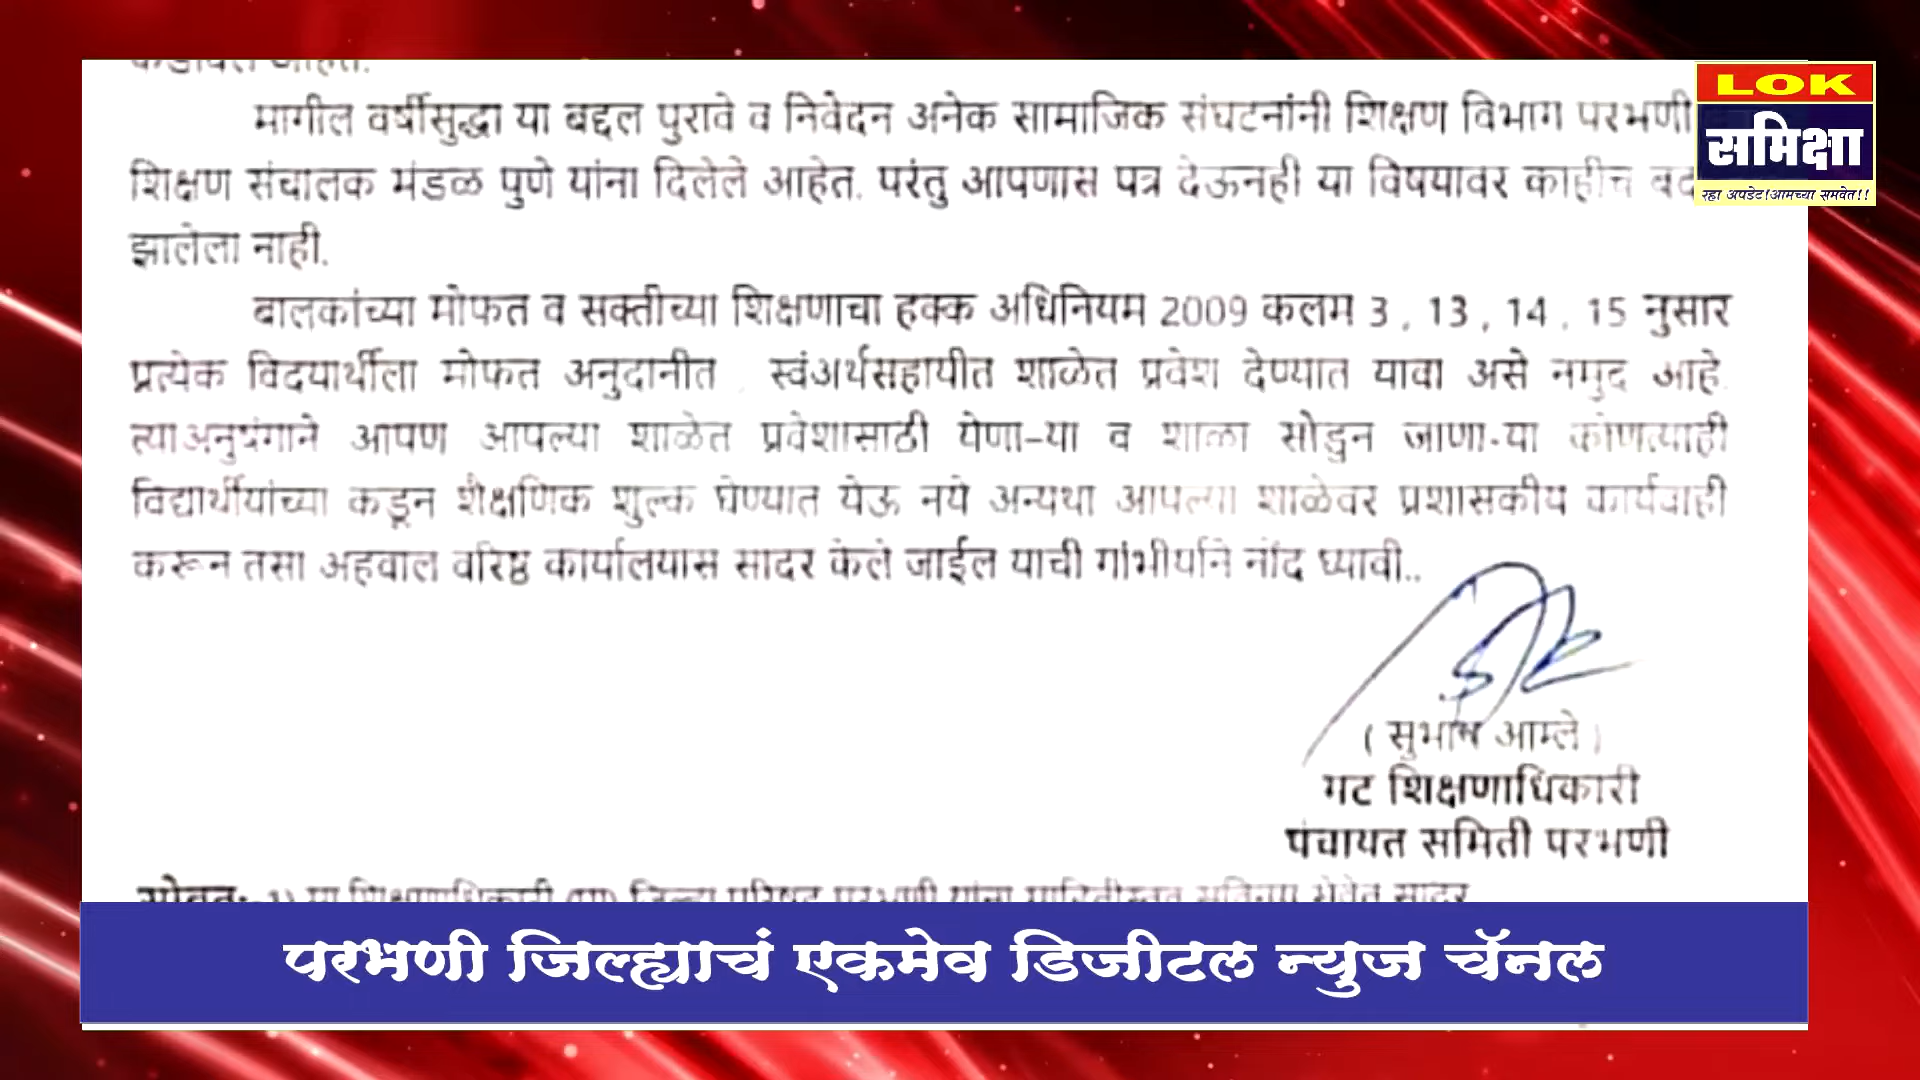 LOK
समिक्षा
रहा अपडेट!आमच्या समवेत!!
मागील वर्षीसुद्धा या बद्दल पुरावे व निवेदन अनेक सामाजिक संघटनांनी शिक्षण विभाग परभणी
शिक्षण संचालक मंडळ पुणे यांना दिलेले आहेत. परंतु आपणास पत्र देऊनही या विषयावर काहीच
झालेला नाही.
बालकांच्या मोफत व सक्तीच्या शिक्षणाचा हक्क अधिनियम 2009 कलम 3 , 13 , 14 , 15 नुसार
प्रत्येक विदयार्थीला मोफत अनुदानीत , स्वंअर्थसहायीत शाळेत प्रवेश देण्यात यावा असे नमुद आहे.
त्याअनुषंगाने आपण आपल्या शाळेत प्रवेशासाठी येणा-या व शाळा सोडुन जाणा-या कोणत्याही
विद्यार्थीयांच्या कडून शैक्षणिक शुल्क घेण्यात येऊ नये अन्यथा आपल्या शाळेवर प्रशासकीय कार्यवाही
करून तसा अहवाल वरिष्ठ कार्यालयास सादर केले जाईल याची गांभीर्याने नोंद घ्यावी..
( सुभाष आम्ले )
गट शिक्षणाधिकारी
पंचायत समिती परभणी
परभणी जिल्ह्याचं एकमेव डिजीटल न्युज चॅनल